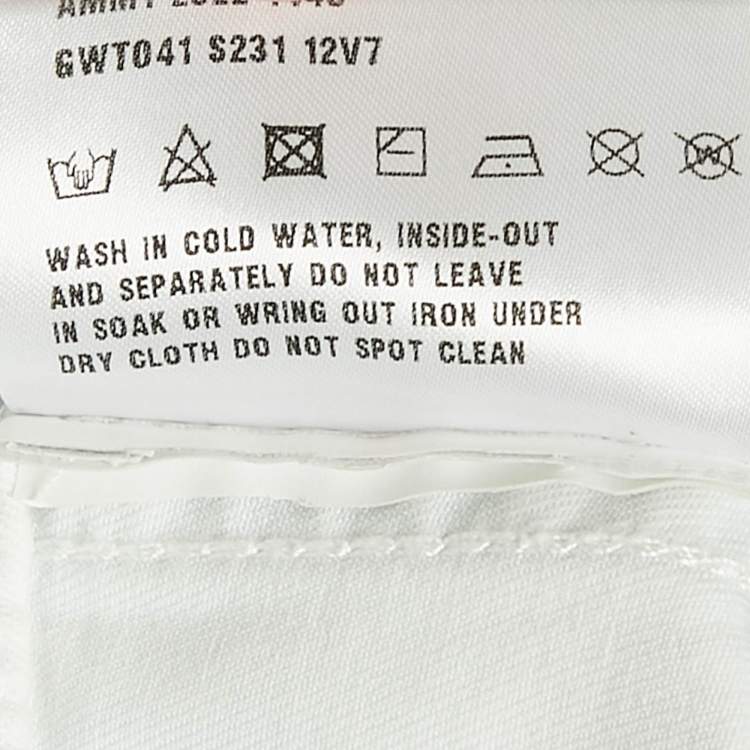 GWT041 S231 12V7
W
WASH IN COLD WATER, INSIDE-OUT
AND SEPARATELY DO NOT LEAVE
IN SOAK OR WRING OUT IRON UNDER
DRY CLOTH DO NOT SPOT CLEAN